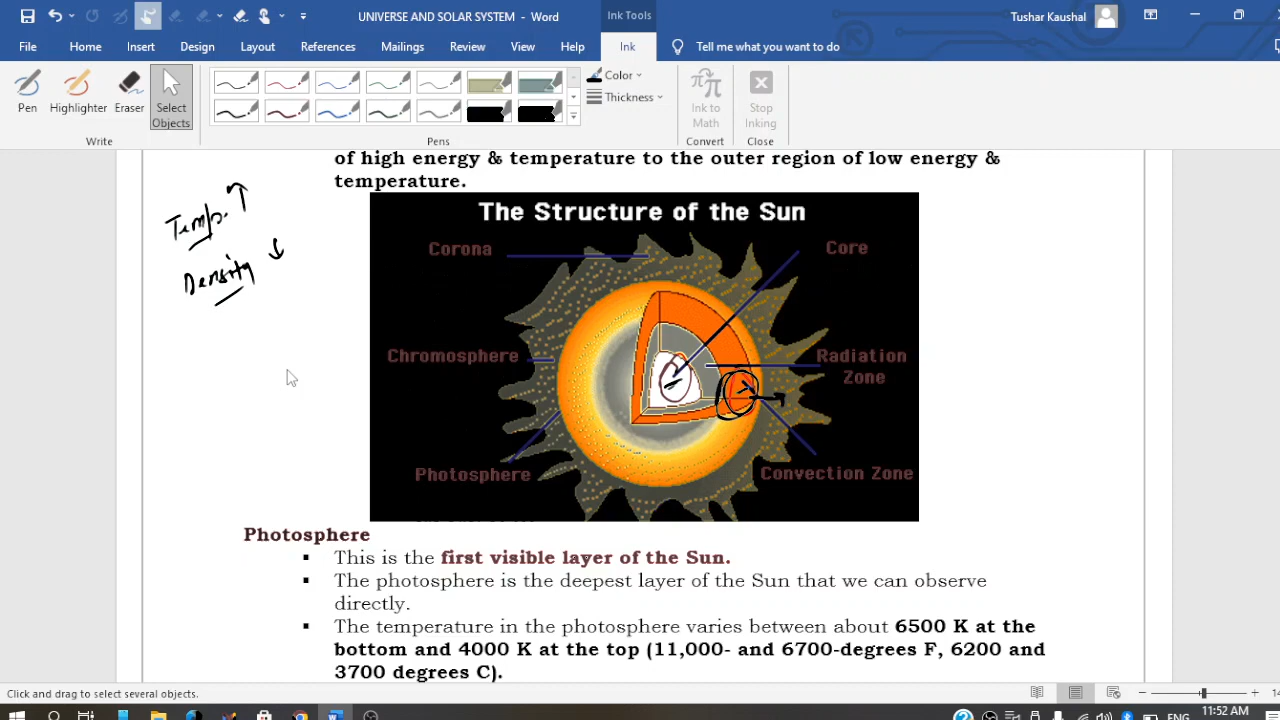 UNIVERSE AND SOLAR SYSTEM - Word
Ink Tools
Tushar Kaushal
File Home Insert Design Layout References Mailings Review View Help Ink Tell me what you want to do
Pen Highlighter Eraser Select Objects
Color
Thickness
Ink to Math
Stop Inking
Write Pens Convert Close
of high energy & temperature to the outer region of low energy &
temperature.
Temp. ↑
Density ↓
The Structure of the Sun
Corona Core
Chromosphere Radiation Zone
Photosphere Convection Zone
Photosphere
▪ This is the first visible layer of the Sun.
▪ The photosphere is the deepest layer of the Sun that we can observe
directly.
▪ The temperature in the photosphere varies between about 6500 K at the
bottom and 4000 K at the top (11,000- and 6700-degrees F, 6200 and
3700 degrees C).
Click and drag to select several objects.
ENG
11:52 AM